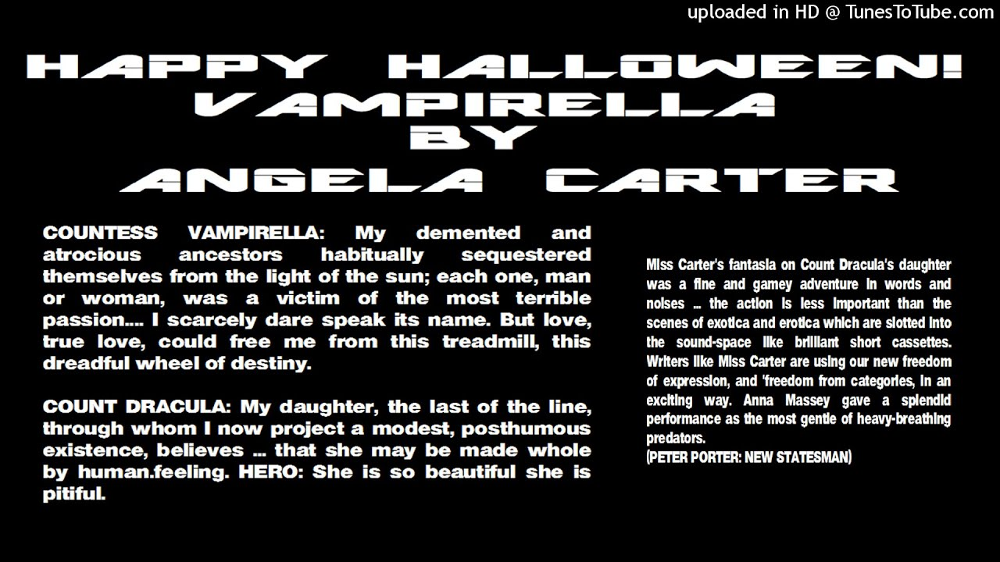 uploaded in HD @ TunesToTube.com
HAPPY HALLOWEEN!
VAMPIRELLA
BY
ANGELA CARTER
COUNTESS VAMPIRELLA: My demented and
atrocious ancestors habitually sequestered
themselves from the light of the sun; each one, man
or woman, was a victim of the most terrible
passion.... I scarcely dare speak its name. But love,
true love, could free me from this treadmill, this
dreadful wheel of destiny.
COUNT DRACULA: My daughter, the last of the line,
through whom I now project a modest, posthumous
existence, believes ... that she may be made whole
by human.feeling. HERO: She is so beautiful she is
pitiful.
Miss Carter's fantasia on Count Dracula's daughter
was a fine and gamey adventure in words and
noises ... the action is less important than the
scenes of exotica and erotica which are slotted into
the sound-space like brilliant short cassettes.
Writers like Miss Carter are using our new freedom
of expression, and 'freedom from categories, in an
exciting way. Anna Massey gave a splendid
performance as the most gentle of heavy-breathing
predators.
(PETER PORTER: NEW STATESMAN)